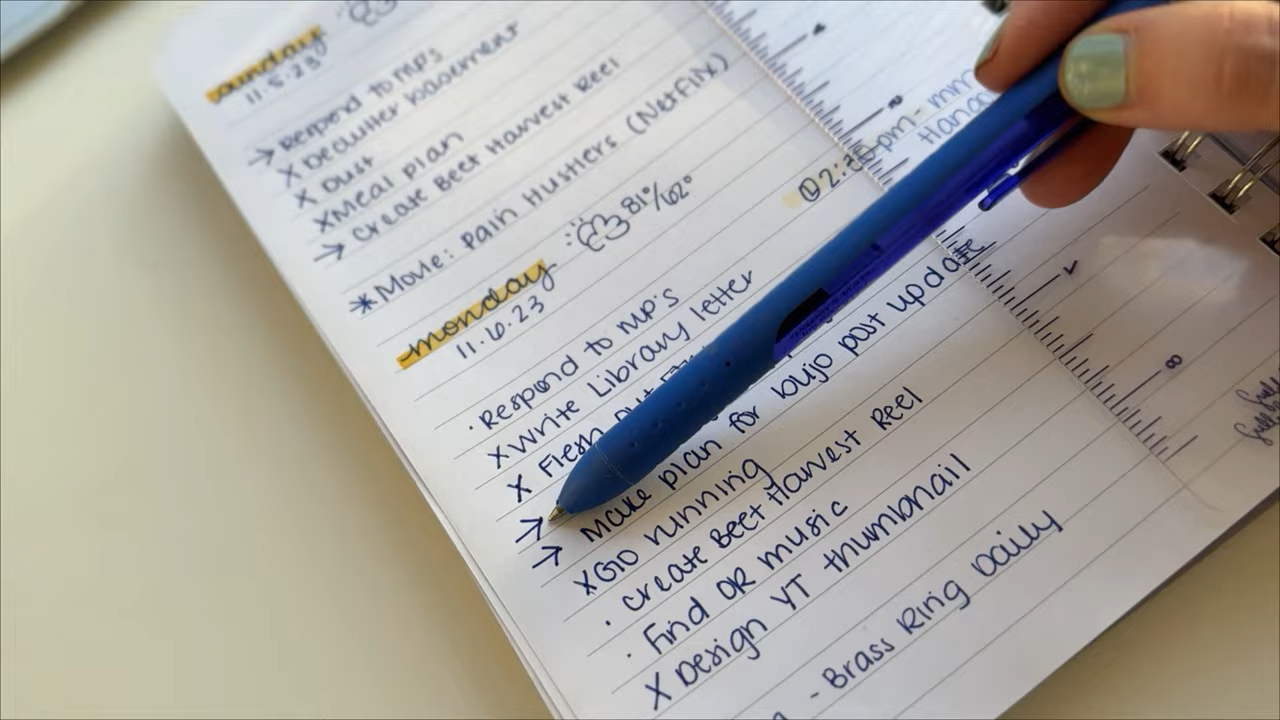 sunday
11.5.23
→ Respond to MP's
X Declutter basement
X Dust
X Meal plan
→ Create Beet Harvest Reel
* Movie: Pain Hustlers (Netflix)
monday 81°/62°
11.6.23
· Respond to MP's
X Write Library letter
X
→ Make plan for bujo post update
→
X Go running
· Create Beet Harvest Reel
· Find OR music
X Design YT thumbnail
- Brass Ring Daily